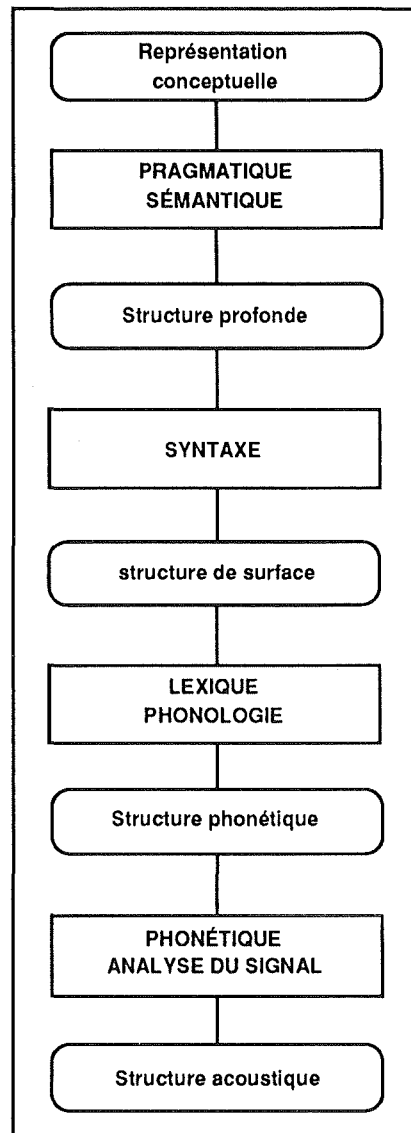 Représentation
conceptuelle
PRAGMATIQUE
SÉMANTIQUE
Structure profonde
SYNTAXE
structure de surface
LEXIQUE
PHONOLOGIE
Structure phonétique
PHONÉTIQUE
ANALYSE DU SIGNAL
Structure acoustique